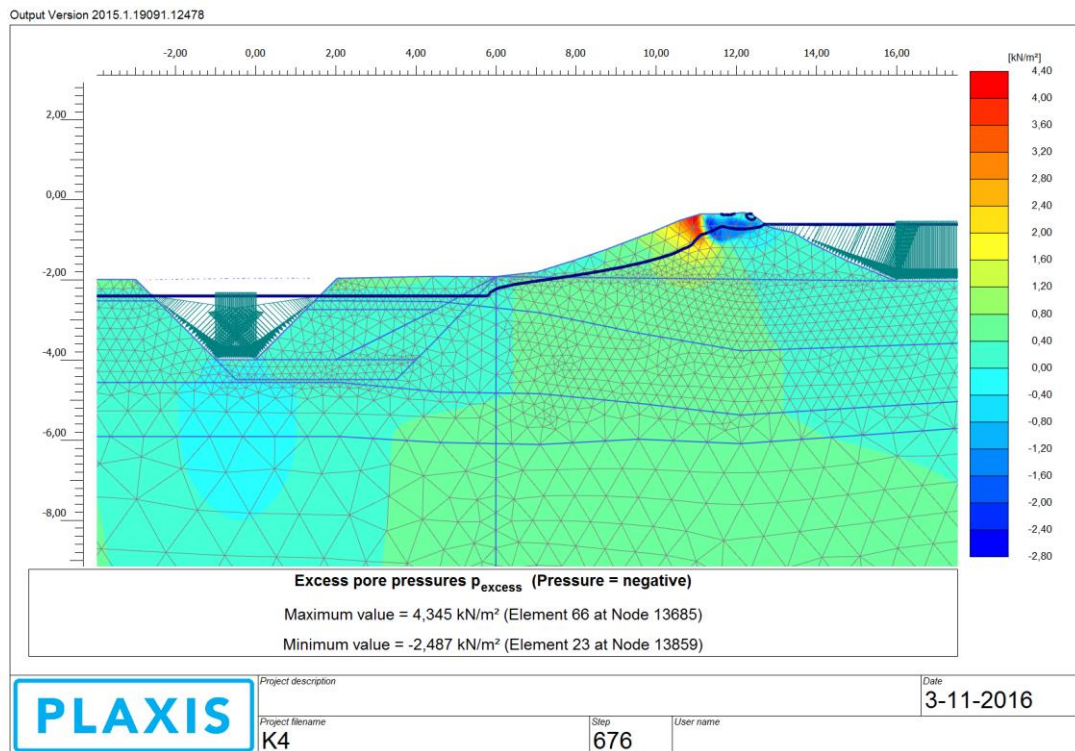 Output Version 2015.1.19091.12478
-2,00 0,00 2,00 4,00 6,00 8,00 10,00 12,00 14,00 16,00
[kN/m²]
2,00
0,00
-2,00
-4,00
-6,00
-8,00
4,40
4,00
3,60
3,20
2,80
2,40
2,00
1,60
1,20
0,80
0,40
0,00
-0,40
-0,80
-1,20
-1,60
-2,00
-2,40
-2,80
Excess pore pressures p excess (Pressure = negative)
Maximum value = 4,345 kN/m² (Element 66 at Node 13685)
Minimum value = -2,487 kN/m² (Element 23 at Node 13859)
PLAXIS
Project description
Date
3-11-2016
Project filename
K4
Step
676
User name